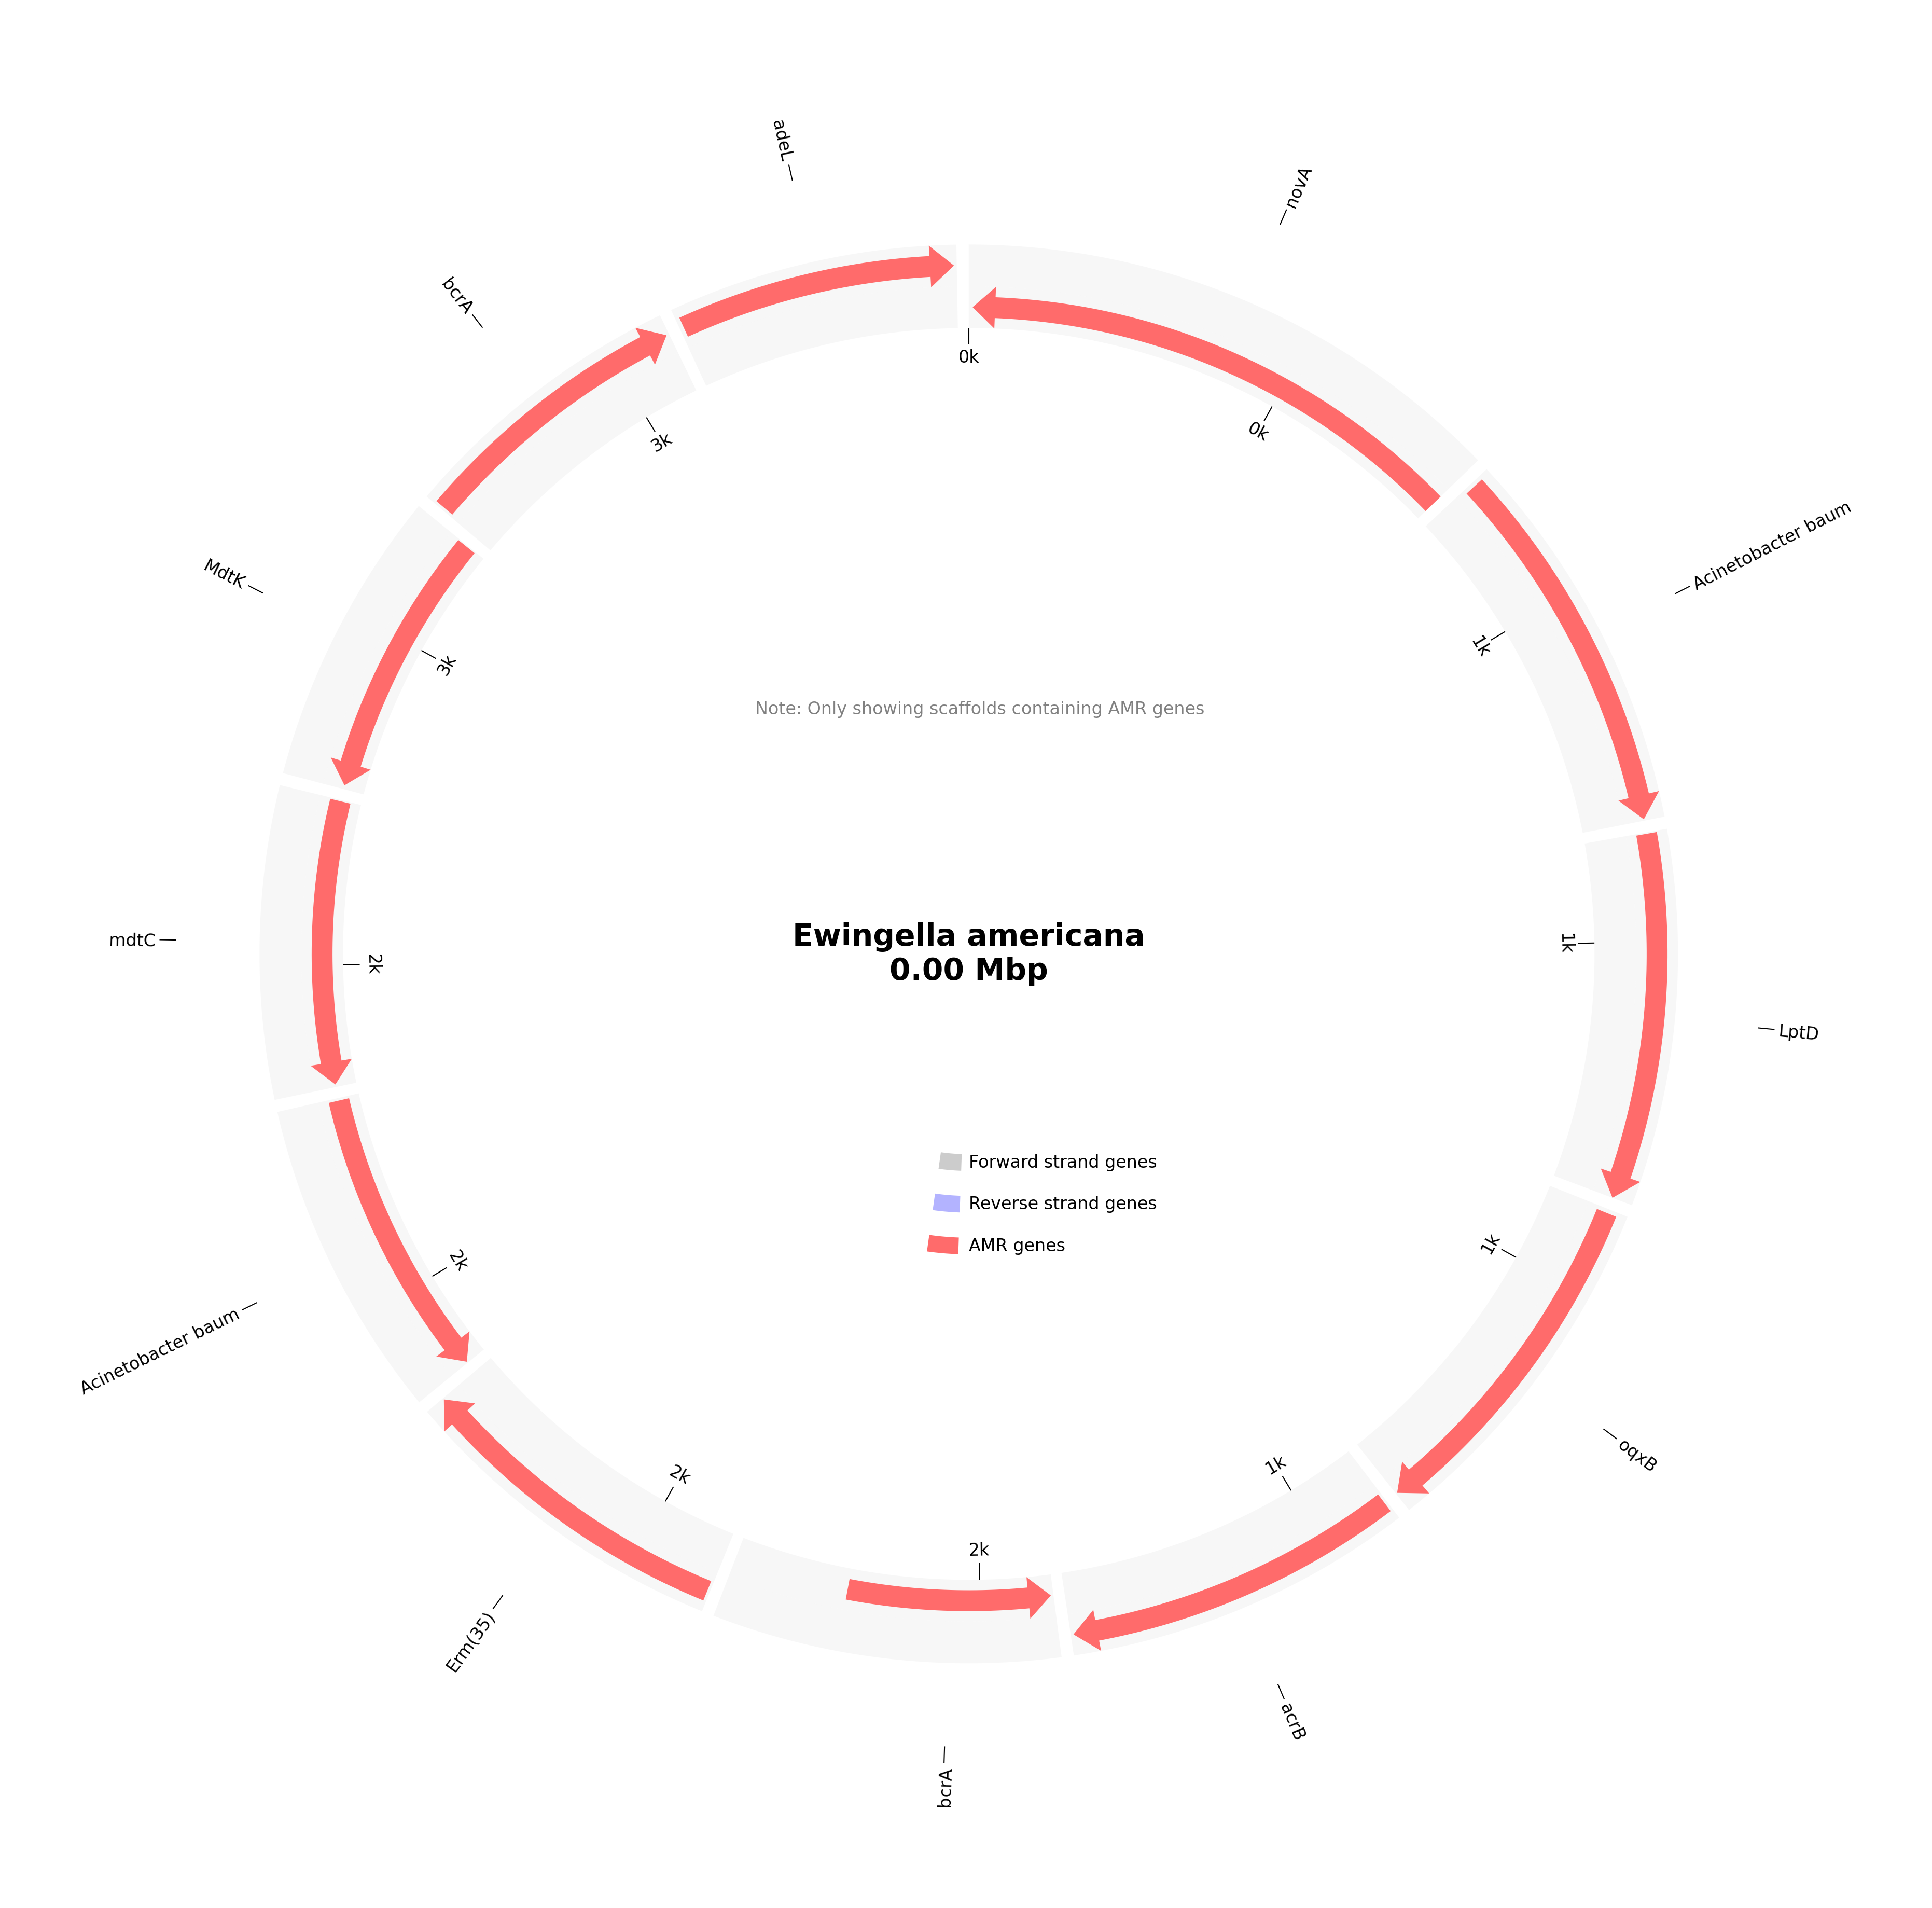 adeL
novA
bcrA
0k
0k
3k
Acinetobacter baum
MdtK
1k
3k
Note: Only showing scaffolds containing AMR genes
Ewingella americana
0.00 Mbp
mdtC
2k
1k
LptD
Forward strand genes
Reverse strand genes
AMR genes
1k
2k
Acinetobacter baum
oqxB
1k
2k
2k
Erm(35)
acrB
bcrA